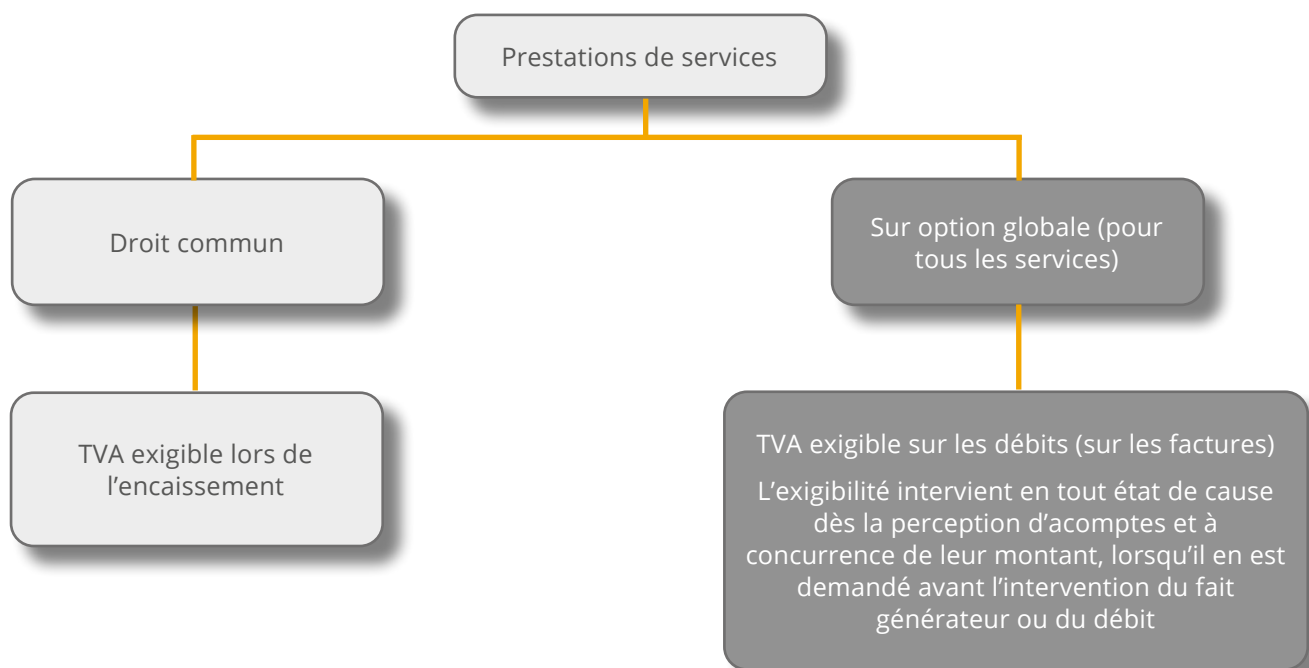 Prestations de services
Droit commun
Sur option globale (pour
tous les services)
TVA exigible lors de
l’encaissement
TVA exigible sur les débits (sur les factures)
L’exigibilité intervient en tout état de cause
dès la perception d’acomptes et à
concurrence de leur montant, lorsqu’il en est
demandé avant l’intervention du fait
générateur ou du débit